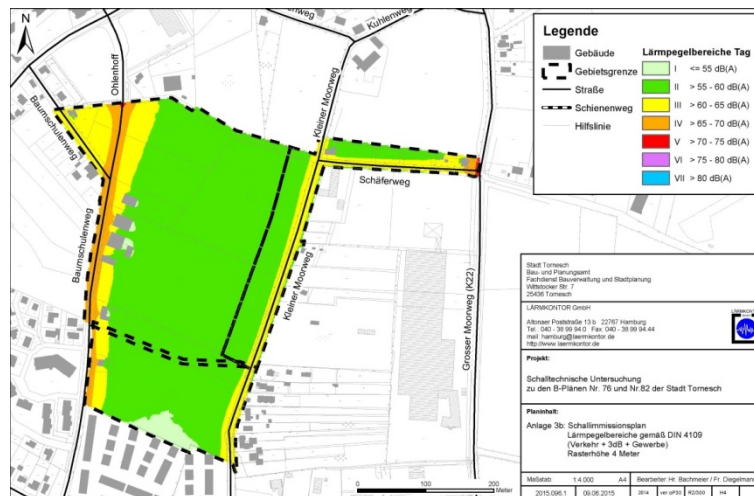 N
Kuhlenweg
Ohlenhoff
Kleiner Moorweg
Baumschulenweg
Schäferweg
Baumschulenweg
Kleiner Moorweg
Grosser Moorweg (K22)
0 100 200
Meter
Legende
Gebäude
Gebietsgrenze
Straße
Schienenweg
Hilfslinie
Lärmpegelbereiche Tag
I <= 55 dB(A)
II > 55 - 60 dB(A)
III > 60 - 65 dB(A)
IV > 65 - 70 dB(A)
V > 70 - 75 dB(A)
VI > 75 - 80 dB(A)
VII > 80 dB(A)
Stadt Tornesch
Bau- und Planungsamt
Fachdienst Bauverwaltung und Stadtplanung
Wittstocker Str. 7
25436 Tornesch
LÄRMKONTOR GmbH
Altonaer Poststraße 13 b 22767 Hamburg
Tel.: 040 - 38 99 94.0 Fax: 040 - 38 99 94.44
mail: hamburg@laermkontor.de
http://www.laermkontor.de
Projekt:
Schalltechnische Untersuchung
zu den B-Plänen Nr. 76 und Nr.82 der Stadt Tornesch
Planinhalt:
Anlage 3b: Schallimmissionsplan
Lärmpegelbereiche gemäß DIN 4109
(Verkehr + 3dB + Gewerbe)
Rasterhöhe 4 Meter
Maßstab: 1:4.000 A4 Bearbeiter: Hr. Bachmeier / Fr. Diegelm
2015.096.1 09.06.2015 2014 R2/D00 H4